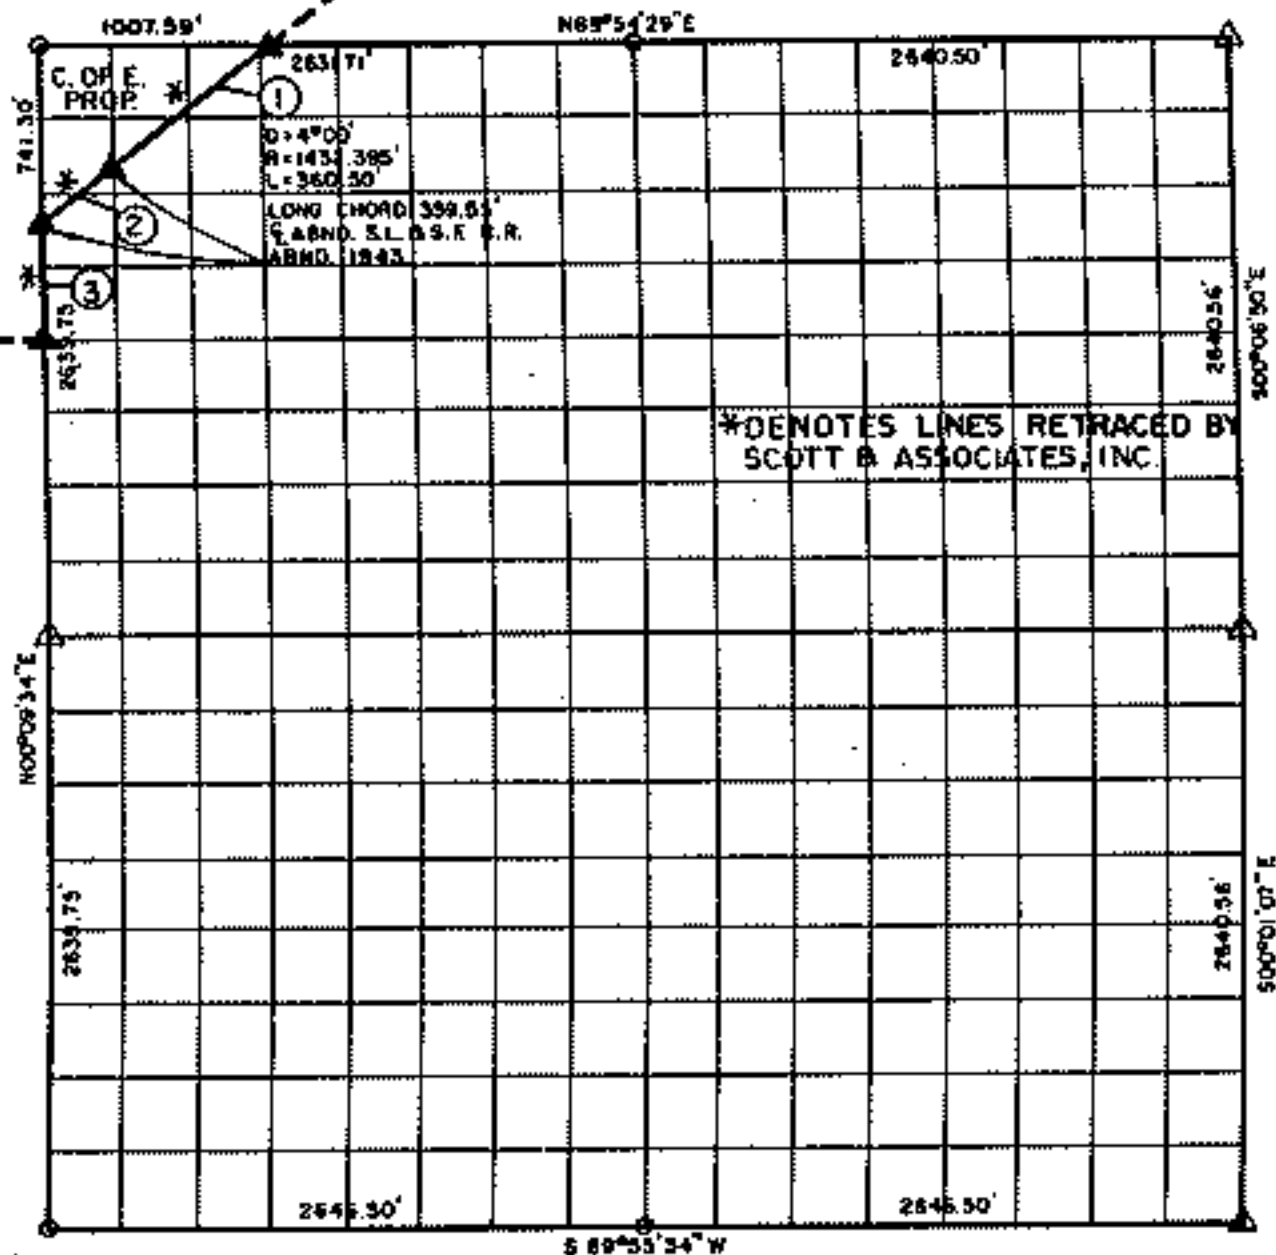 1007.59'
N89°54'29"E
2631.71
2640.50'
C. OF E.
PROP.
*
1
741.30'
D=4°00'
R=1432.395'
L=360.50'
*
2
LONG CHORD 359.55'
℄ ABND. S.L. & S.F. R.R.
ABND. 1943
*
3
2640.56'
S00°06'50"E
*DENOTES LINES RETRACED BY
SCOTT & ASSOCIATES, INC.
N00°09'34"E
2639.75'
2640.56'
S00°01'07"E
2646.50'
2646.50'
S 89°55'54" W